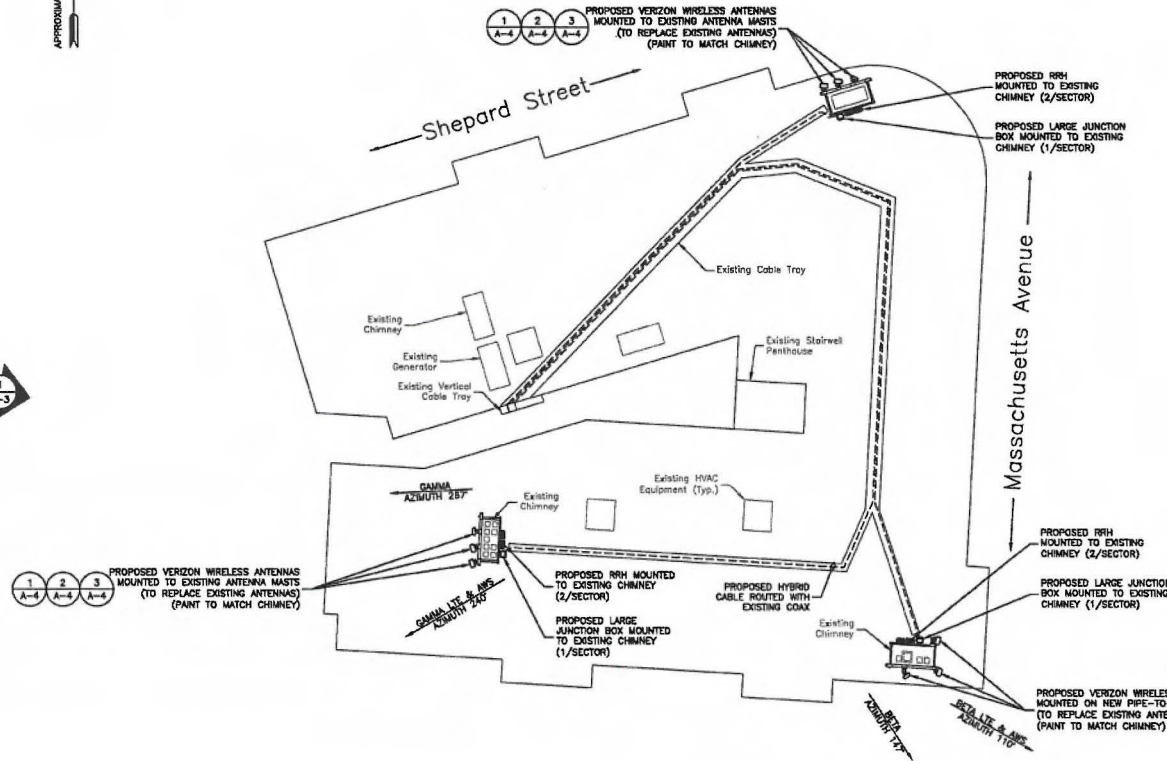 1
A-4
2
A-4
3
A-4
PROPOSED VERIZON WIRELESS ANTENNAS
MOUNTED TO EXISTING ANTENNA MASTS
(TO REPLACE EXISTING ANTENNAS)
(PAINT TO MATCH CHIMNEY)
Shepard Street
PROPOSED RRH
MOUNTED TO EXISTING
CHIMNEY (2/SECTOR)
PROPOSED LARGE JUNCTION
BOX MOUNTED TO EXISTING
CHIMNEY (1/SECTOR)
Massachusetts Avenue
Existing Cable Tray
Existing
Chimney
Existing
Generator
Existing Vertical
Cable Tray
Existing Stairwell
Penthouse
Existing HVAC
Equipment (Typ.)
GAMMA
AZIMUTH 287°
Existing
Chimney
1
A-4
2
A-4
3
A-4
PROPOSED VERIZON WIRELESS ANTENNAS
MOUNTED TO EXISTING ANTENNA MASTS
(TO REPLACE EXISTING ANTENNAS)
(PAINT TO MATCH CHIMNEY)
GAMMA LTE & AWS
AZIMUTH 240°
PROPOSED RRH MOUNTED
TO EXISTING CHIMNEY
(2/SECTOR)
PROPOSED LARGE
JUNCTION BOX MOUNTED
TO EXISTING CHIMNEY
(1/SECTOR)
PROPOSED HYBRID
CABLE ROUTED WITH
EXISTING COAX
Existing
Chimney
PROPOSED RRH
MOUNTED TO EXISTING
CHIMNEY (2/SECTOR)
PROPOSED LARGE JUNCTION
BOX MOUNTED TO EXISTING
CHIMNEY (1/SECTOR)
BETA
AZIMUTH 147°
BETA LTE & AWS
AZIMUTH 110°
PROPOSED VERIZON WIRELES
MOUNTED ON NEW PIPE-TO-
(TO REPLACE EXISTING ANTE
(PAINT TO MATCH CHIMNEY)